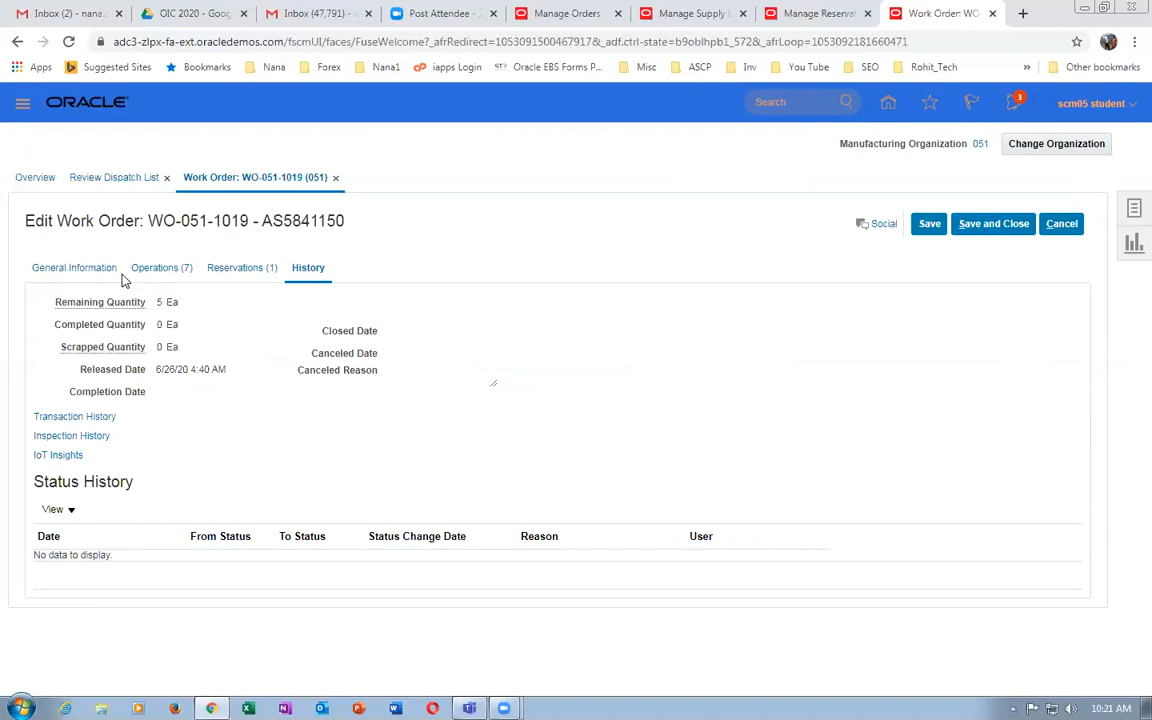 Inbox (2) - nana.
OIC 2020 - Goog
Inbox (47,791) -
Post Attendee -
Manage Orders
Manage Supply L
Manage Reservat
Work Order: WO
adc3-zlpx-fa-ext.oracledemos.com/fscmUI/faces/FuseWelcome?_afrRedirect=10530915004679178&_adf.ctrl-state=b9oblhpb1_572&_afrLoop=1053092181660471
Apps
Suggested Sites
Bookmarks
Nana
Forex
Nana1
iapps Login
Oracle EBS Forms P...
Misc
ASCP
Inv
You Tube
SEO
Rohit_Tech
»
Other bookmarks
ORACLE
Search
3
scm05 student
Manufacturing Organization 051
Change Organization
Overview
Review Dispatch List
Work Order: WO-051-1019 (051)
Edit Work Order: WO-051-1019 - AS5841150
Social
Save
Save and Close
Cancel
General Information
Operations (7)
Reservations (1)
History
Remaining Quantity 5 Ea
Completed Quantity 0 Ea
Scrapped Quantity 0 Ea
Released Date 6/26/20 4:40 AM
Completion Date
Closed Date
Canceled Date
Canceled Reason
Transaction History
Inspection History
IoT Insights
Status History
View
Date From Status To Status Status Change Date Reason User
No data to display.
10:21 AM